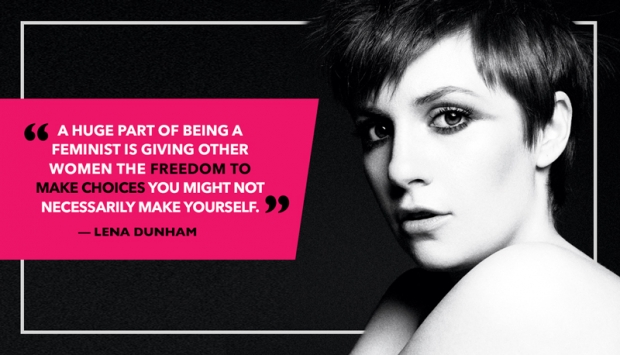 “ A HUGE PART OF BEING A
FEMINIST IS GIVING OTHER
WOMEN THE FREEDOM TO
MAKE CHOICES YOU MIGHT NOT
NECESSARILY MAKE YOURSELF. ”
— LENA DUNHAM